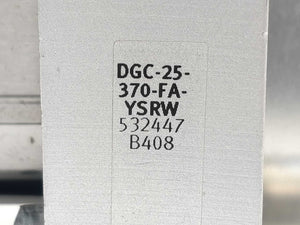 DGC-25-
370-FA-
YSRW
532447
B408